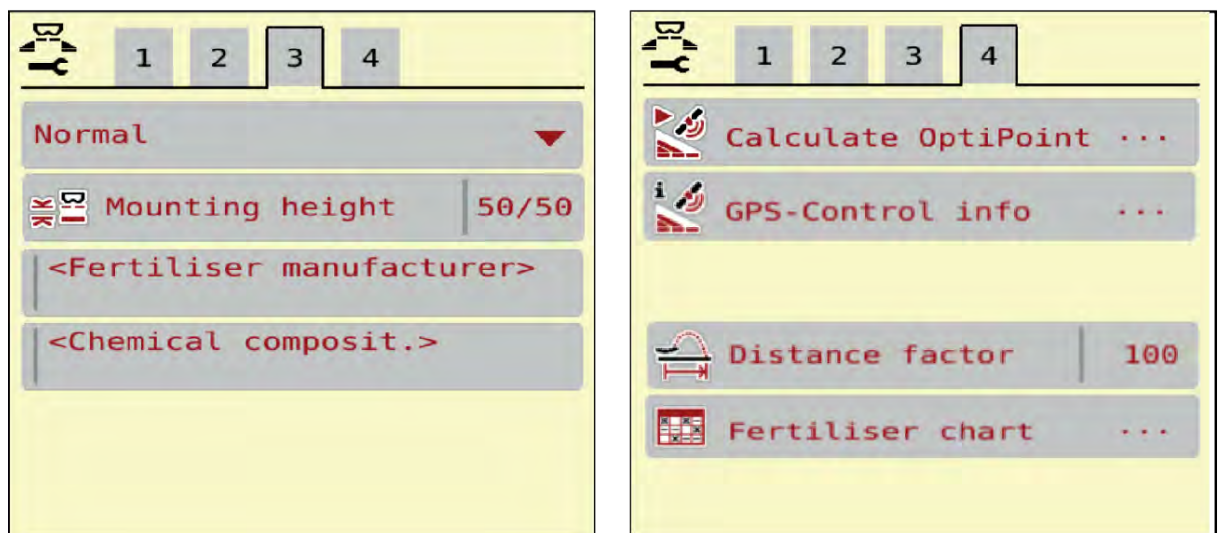 1 2 3 4
Normal
Mounting height 50/50
<Fertiliser manufacturer>
<Chemical composit.>
1 2 3 4
Calculate OptiPoint ...
GPS-Control info ...
Distance factor 100
Fertiliser chart ...